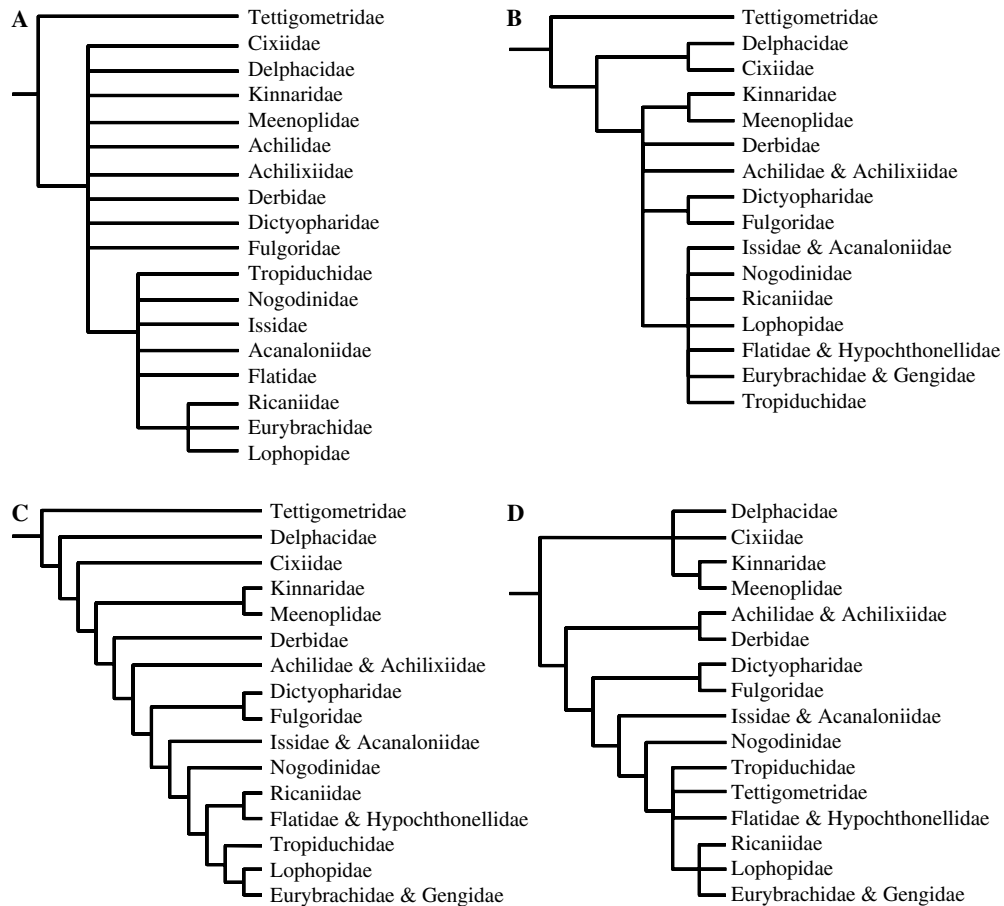 A
Tettigometridae
Cixiidae
Delphacidae
Kinnaridae
Meenoplidae
Achilidae
Achilixiidae
Derbidae
Dictyopharidae
Fulgoridae
Tropiduchidae
Nogodinidae
Issidae
Acanaloniidae
Flatidae
Ricaniidae
Eurybrachidae
Lophopidae
B
Tettigometridae
Delphacidae
Cixiidae
Kinnaridae
Meenoplidae
Derbidae
Achilidae & Achilixiidae
Dictyopharidae
Fulgoridae
Issidae & Acanaloniidae
Nogodinidae
Ricaniidae
Lophopidae
Flatidae & Hypochthonellidae
Eurybrachidae & Gengidae
Tropiduchidae
C
Tettigometridae
Delphacidae
Cixiidae
Kinnaridae
Meenoplidae
Derbidae
Achilidae & Achilixiidae
Dictyopharidae
Fulgoridae
Issidae & Acanaloniidae
Nogodinidae
Ricaniidae
Flatidae & Hypochthonellidae
Tropiduchidae
Lophopidae
Eurybrachidae & Gengidae
D
Delphacidae
Cixiidae
Kinnaridae
Meenoplidae
Achilidae & Achilixiidae
Derbidae
Dictyopharidae
Fulgoridae
Issidae & Acanaloniidae
Nogodinidae
Tropiduchidae
Tettigometridae
Flatidae & Hypochthonellidae
Ricaniidae
Lophopidae
Eurybrachidae & Gengidae